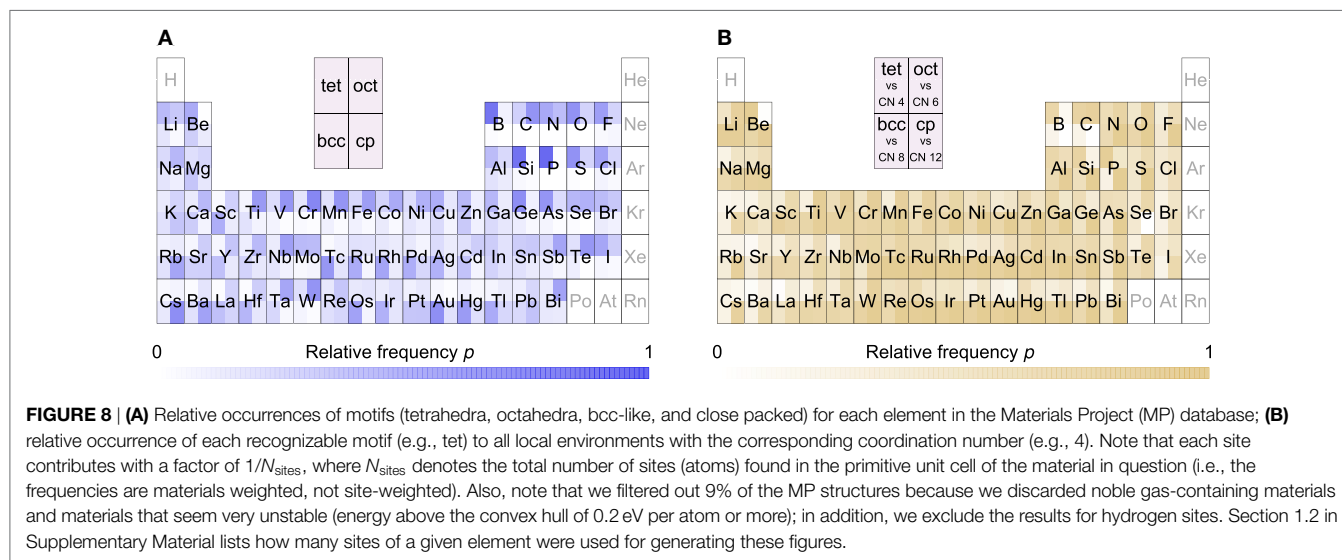 A
B
tet oct
bcc cp
tet
vs
CN 4
oct
vs
CN 6
bcc
vs
CN 8
cp
vs
CN 12
H He
Li Be B C N O F Ne
Na Mg Al Si P S Cl Ar
K Ca Sc Ti V Cr Mn Fe Co Ni Cu Zn Ga Ge As Se Br Kr
Rb Sr Y Zr Nb Mo Tc Ru Rh Pd Ag Cd In Sn Sb Te I Xe
Cs Ba La Hf Ta W Re Os Ir Pt Au Hg Tl Pb Bi Po At Rn
0 Relative frequency p 1
H He
Li Be B C N O F Ne
Na Mg Al Si P S Cl Ar
K Ca Sc Ti V Cr Mn Fe Co Ni Cu Zn Ga Ge As Se Br Kr
Rb Sr Y Zr Nb Mo Tc Ru Rh Pd Ag Cd In Sn Sb Te I Xe
Cs Ba La Hf Ta W Re Os Ir Pt Au Hg Tl Pb Bi Po At Rn
0 Relative frequency p 1
FIGURE 8 | (A) Relative occurrences of motifs (tetrahedra, octahedra, bcc-like, and close packed) for each element in the Materials Project (MP) database; (B)
relative occurrence of each recognizable motif (e.g., tet) to all local environments with the corresponding coordination number (e.g., 4). Note that each site
contributes with a factor of 1/Nsites, where Nsites denotes the total number of sites (atoms) found in the primitive unit cell of the material in question (i.e., the
frequencies are materials weighted, not site-weighted). Also, note that we filtered out 9% of the MP structures because we discarded noble gas-containing materials
and materials that seem very unstable (energy above the convex hull of 0.2 eV per atom or more); in addition, we exclude the results for hydrogen sites. Section 1.2 in
Supplementary Material lists how many sites of a given element were used for generating these figures.